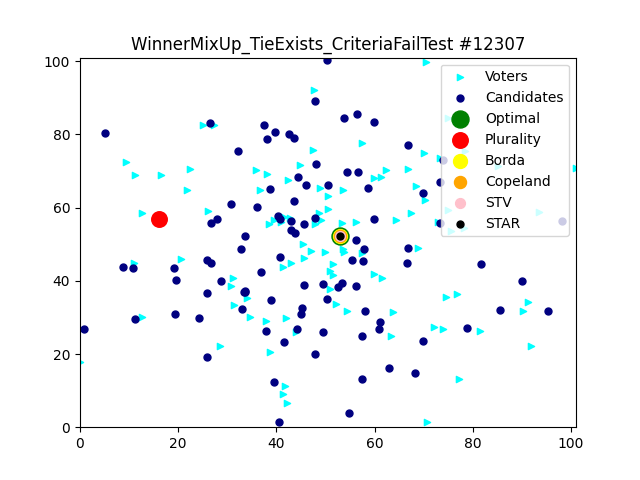 WinnerMixUp_TieExists_CriteriaFailTest #12307
100
80
60
40
20
0
0
20
40
60
80
100
Voters
Candidates
Optimal
Plurality
Borda
Copeland
STV
STAR